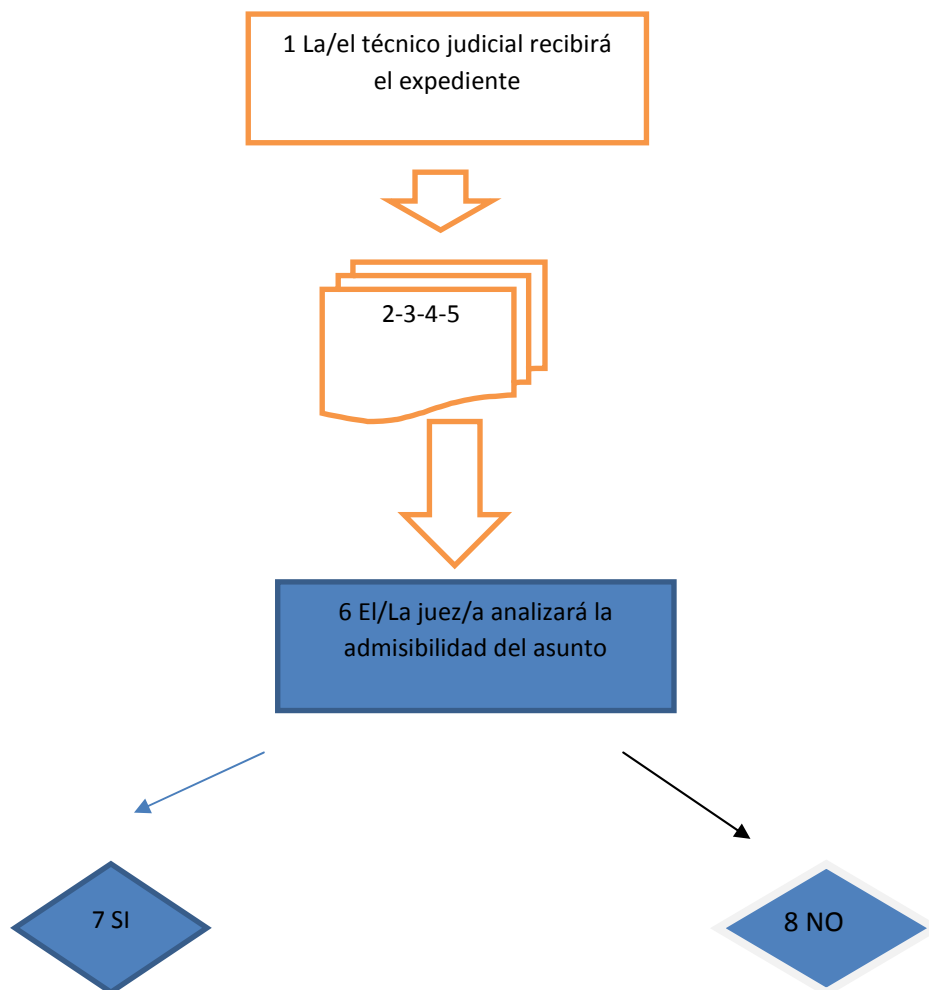 1 La/el técnico judicial recibirá
el expediente
2-3-4-5
6 El/La juez/a analizará la
admisibilidad del asunto
7 SI
8 NO